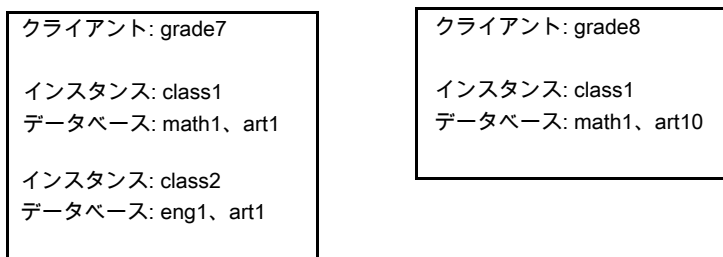 クライアント: grade7
インスタンス: class1
データベース: math1、art1
インスタンス: class2
データベース: eng1、art1
クライアント: grade8
インスタンス: class1
データベース: math1、art10